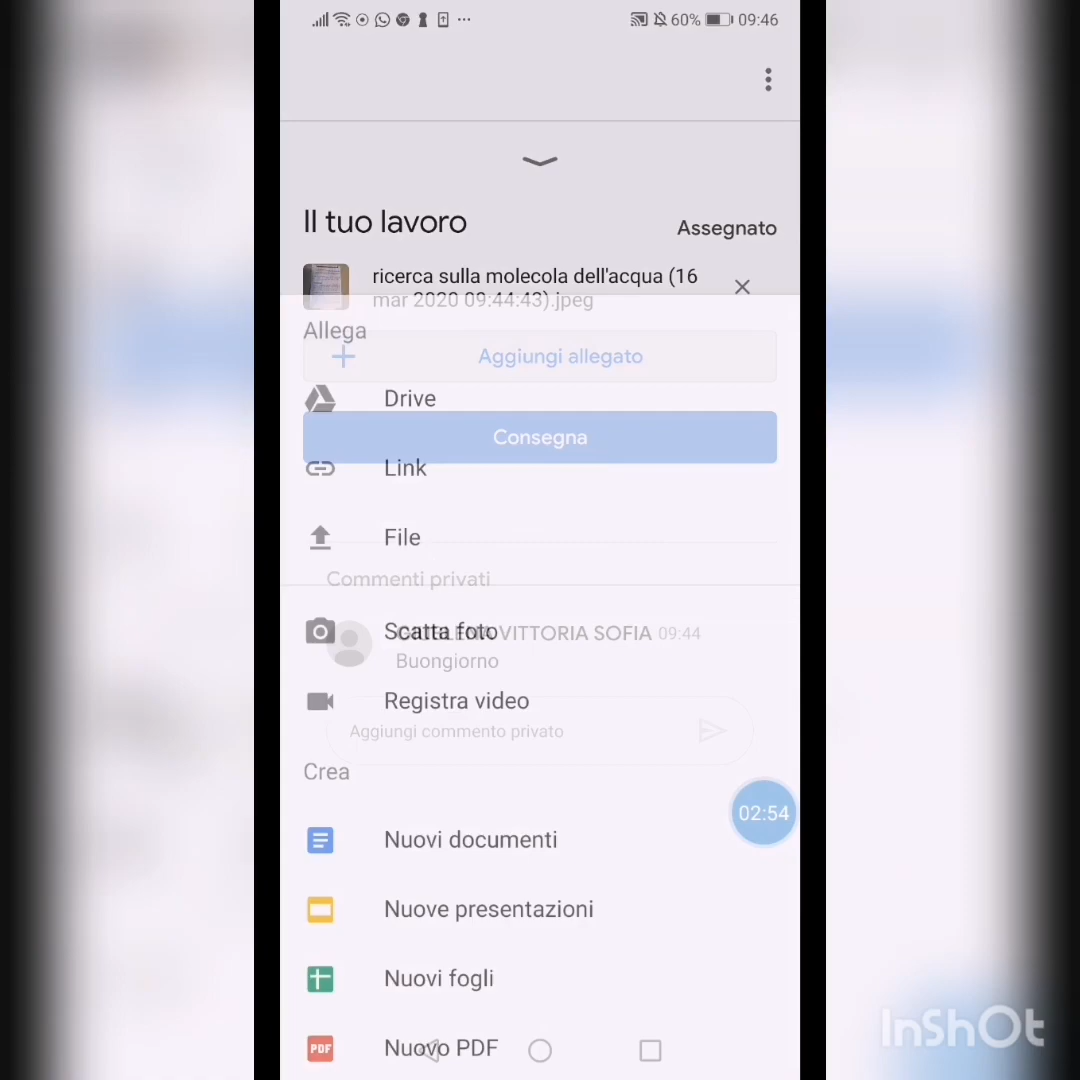 60% 09:46
Il tuo lavoro
Assegnato
ricerca sulla molecola dell'acqua (16
mar 2020 09:44:43).jpeg
Allega
Aggiungi allegato
Drive
Consegna
Link
File
Commenti privati
Scatta foto
VITTORIA SOFIA 09:44
Buongiorno
Registra video
Aggiungi commento privato
Crea
02:54
Nuovi documenti
Nuove presentazioni
Nuovi fogli
PDF Nuovo PDF
InShOt